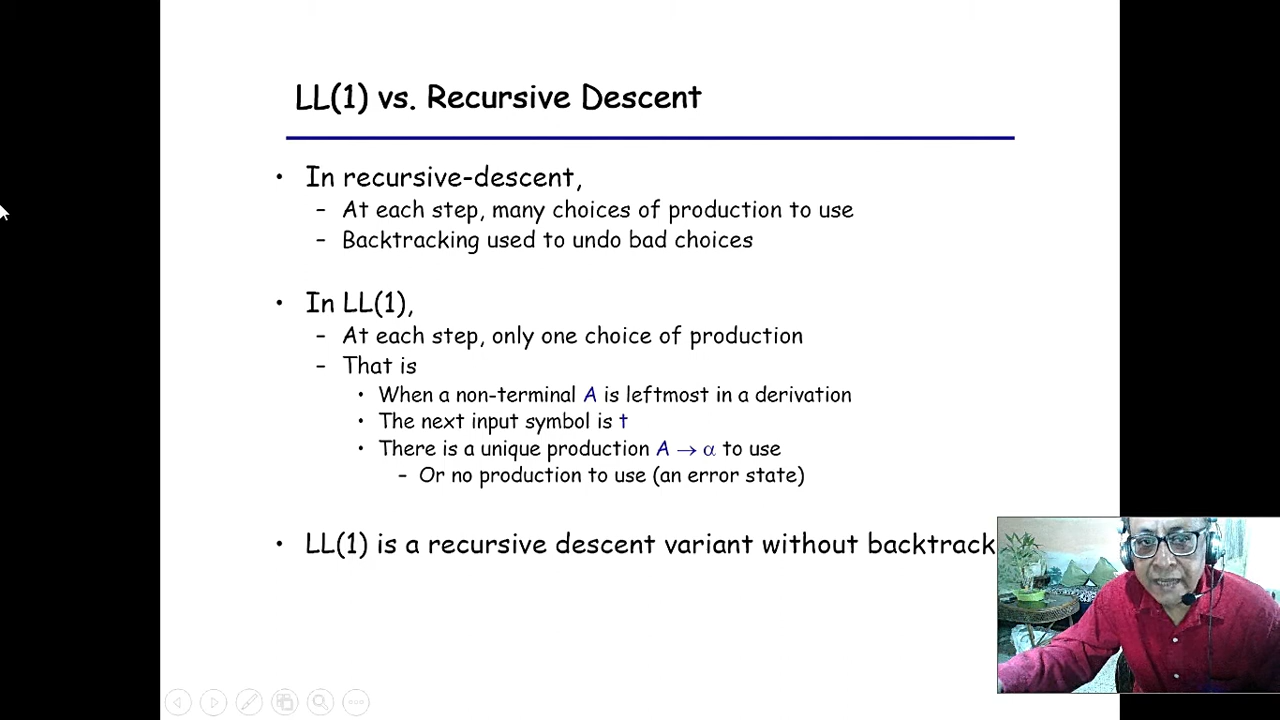 LL(1) vs. Recursive Descent
• In recursive-descent,
– At each step, many choices of production to use
– Backtracking used to undo bad choices
• In LL(1),
– At each step, only one choice of production
– That is
• When a non-terminal A is leftmost in a derivation
• The next input symbol is t
• There is a unique production A → α to use
– Or no production to use (an error state)
• LL(1) is a recursive descent variant without backtrack